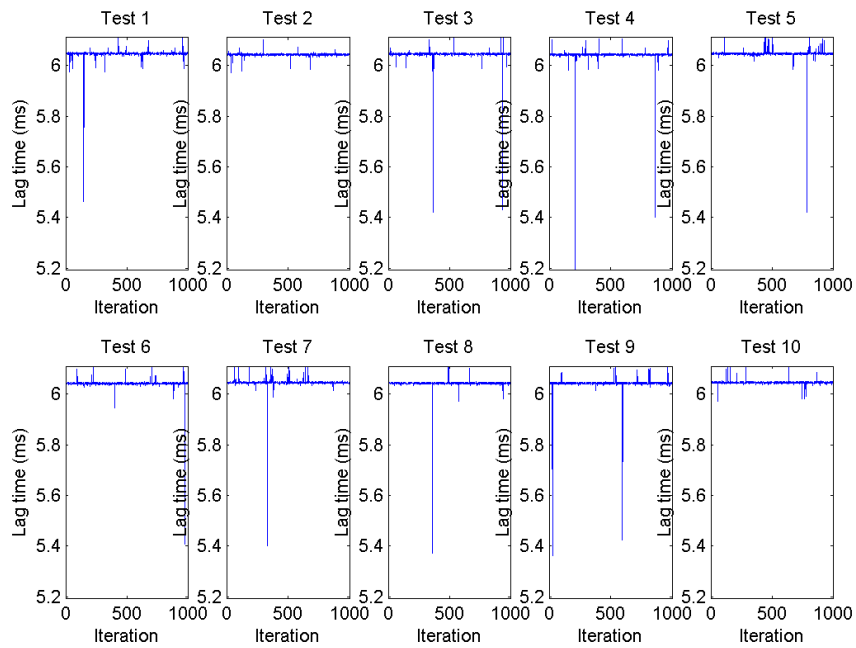 Test 1
Test 2
Test 3
Test 4
Test 5
6
6
6
6
6
5.8
5.8
5.8
5.8
5.8
5.6
5.6
5.6
5.6
5.6
5.4
5.4
5.4
5.4
5.4
5.2
5.2
5.2
5.2
5.2
Lag time (ms)
Lag time (ms)
Lag time (ms)
Lag time (ms)
Lag time (ms)
0 500 1000
0 500 1000
0 500 1000
0 500 1000
0 500 1000
Iteration
Iteration
Iteration
Iteration
Iteration
Test 6
Test 7
Test 8
Test 9
Test 10
6
6
6
6
6
5.8
5.8
5.8
5.8
5.8
5.6
5.6
5.6
5.6
5.6
5.4
5.4
5.4
5.4
5.4
5.2
5.2
5.2
5.2
5.2
Lag time (ms)
Lag time (ms)
Lag time (ms)
Lag time (ms)
Lag time (ms)
0 500 1000
0 500 1000
0 500 1000
0 500 1000
0 500 1000
Iteration
Iteration
Iteration
Iteration
Iteration